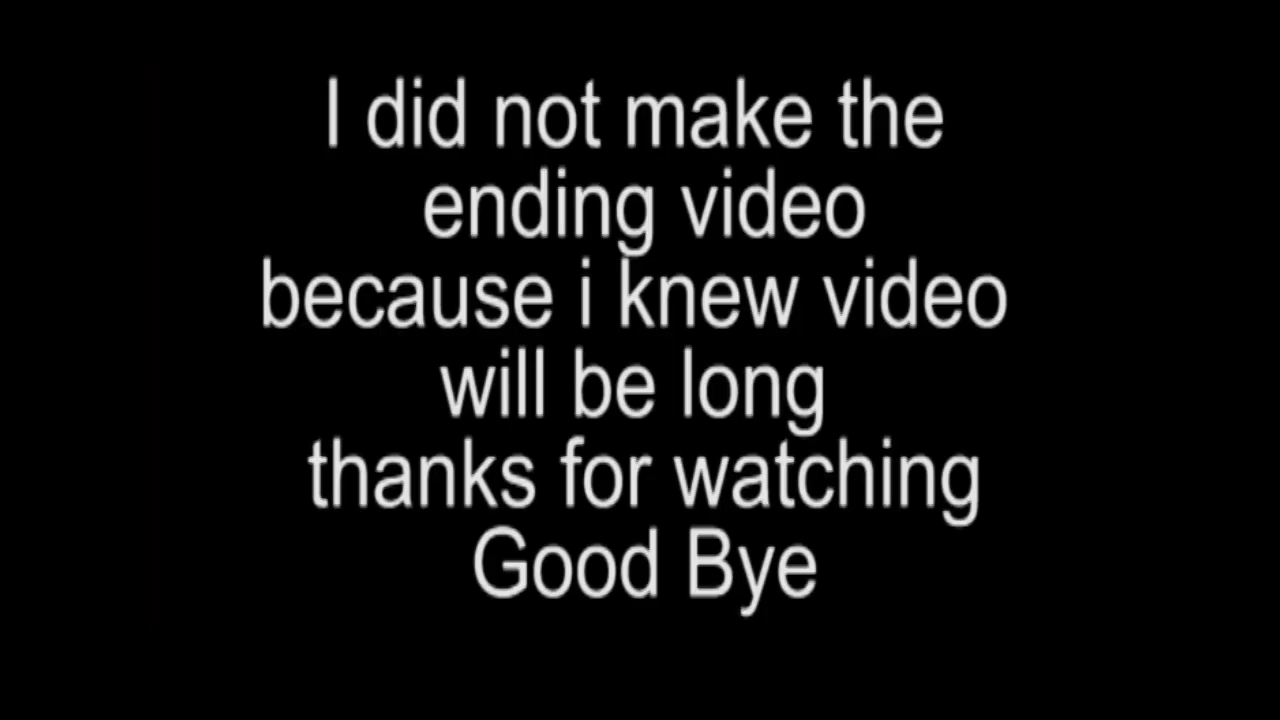 I did not make the
ending video
because i knew video
will be long
thanks for watching
Good Bye